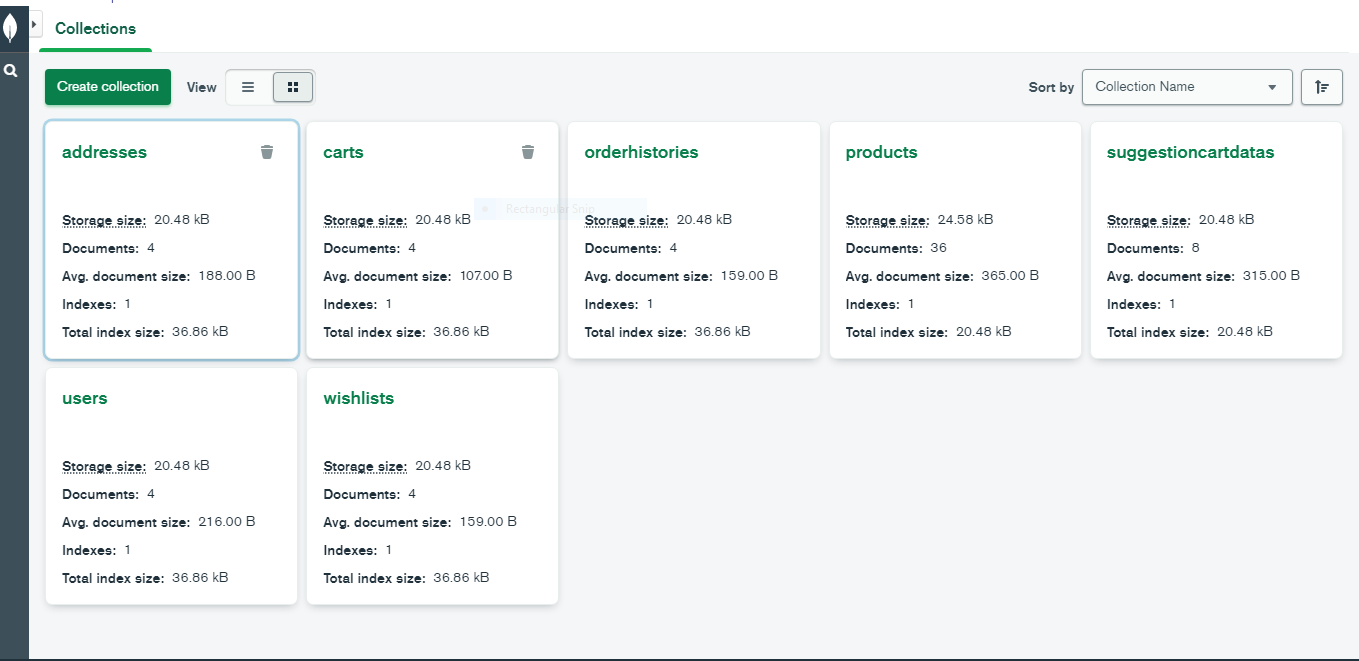 Collections
Create collection View Sort by Collection Name
addresses
Storage size: 20.48 kB
Documents: 4
Avg. document size: 188.00 B
Indexes: 1
Total index size: 36.86 kB
carts
Storage size: 20.48 kB
Documents: 4
Avg. document size: 107.00 B
Indexes: 1
Total index size: 36.86 kB
Rectangular Snip
orderhistories
Storage size: 20.48 kB
Documents: 4
Avg. document size: 159.00 B
Indexes: 1
Total index size: 36.86 kB
products
Storage size: 24.58 kB
Documents: 36
Avg. document size: 365.00 B
Indexes: 1
Total index size: 20.48 kB
suggestioncartdatas
Storage size: 20.48 kB
Documents: 8
Avg. document size: 315.00 B
Indexes: 1
Total index size: 20.48 kB
users
Storage size: 20.48 kB
Documents: 4
Avg. document size: 216.00 B
Indexes: 1
Total index size: 36.86 kB
wishlists
Storage size: 20.48 kB
Documents: 4
Avg. document size: 159.00 B
Indexes: 1
Total index size: 36.86 kB